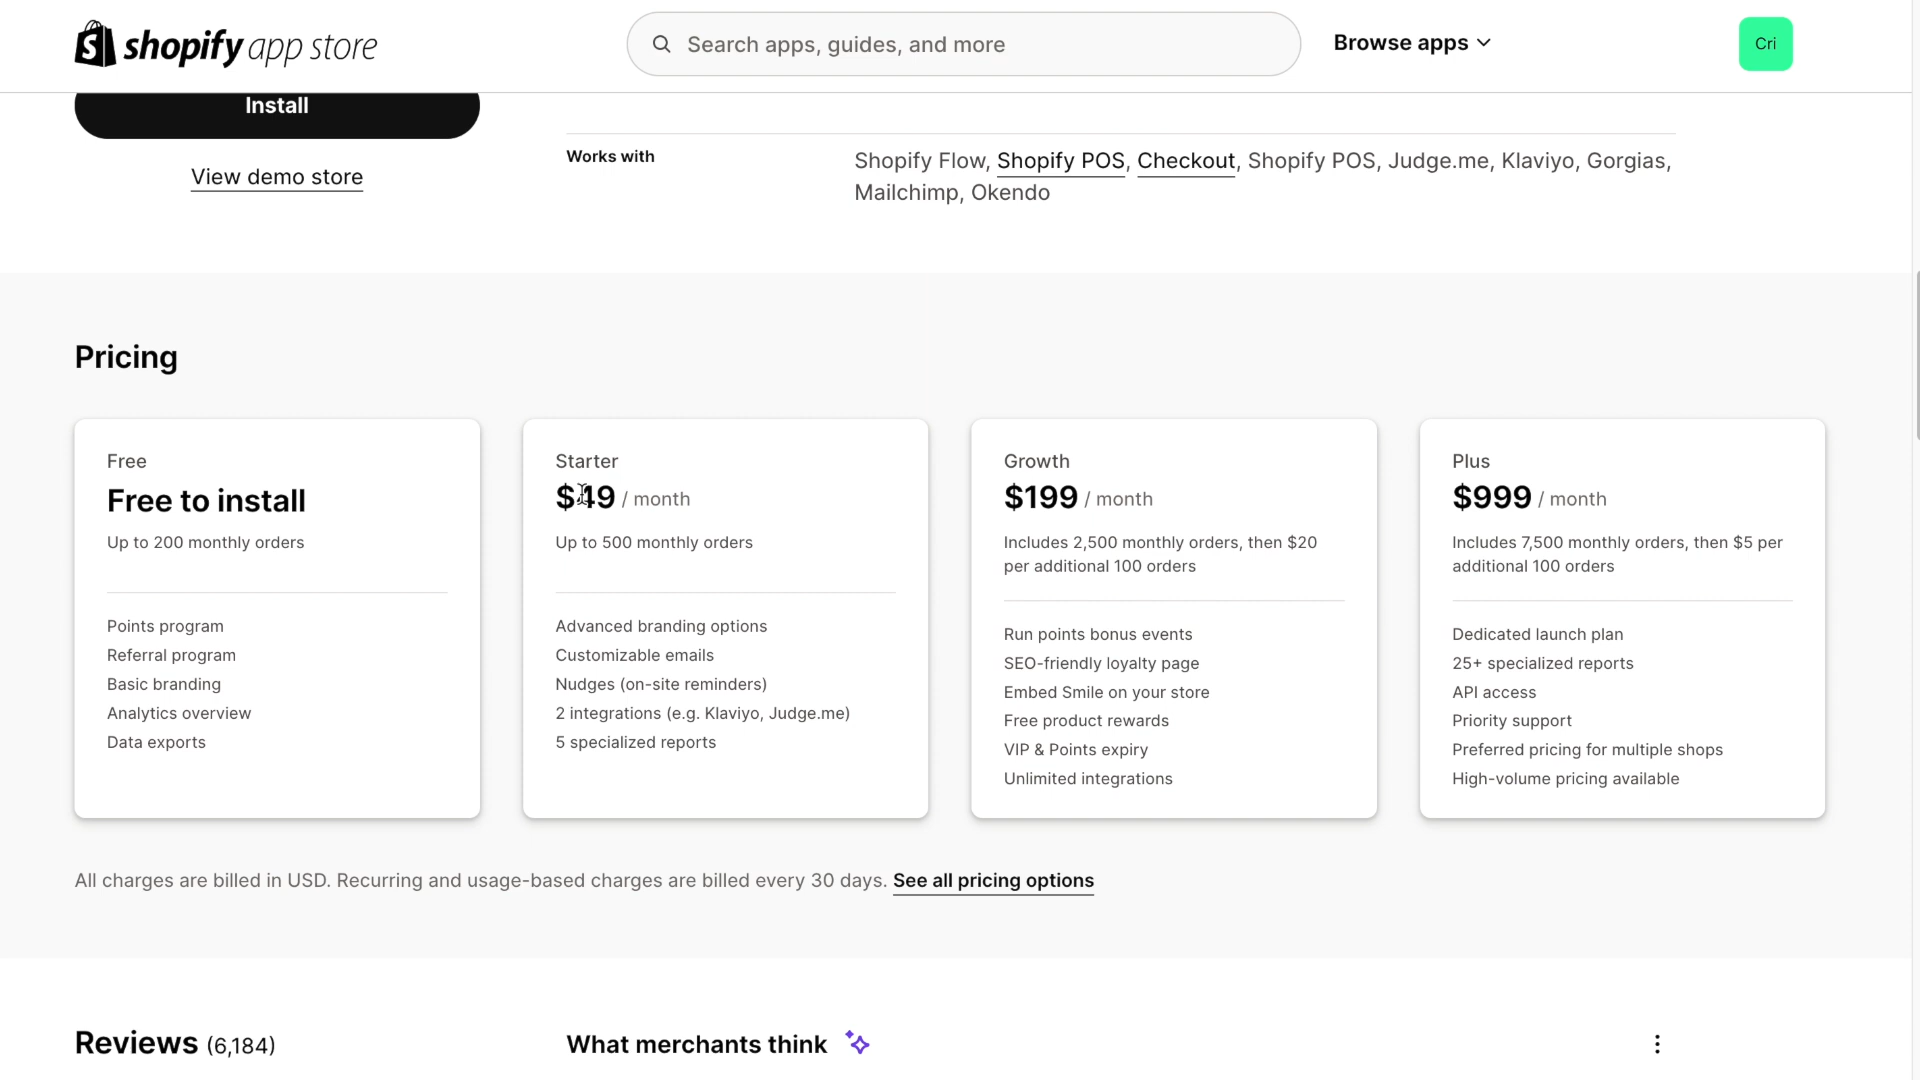 shopify app store
Search apps, guides, and more
Browse apps
Cri
Install
View demo store
Works with
Shopify Flow, Shopify POS, Checkout, Shopify POS, Judge.me, Klaviyo, Gorgias,
Mailchimp, Okendo
Pricing
Free
Free to install
Up to 200 monthly orders
Points program
Referral program
Basic branding
Analytics overview
Data exports
Starter
$49 / month
Up to 500 monthly orders
Advanced branding options
Customizable emails
Nudges (on-site reminders)
2 integrations (e.g. Klaviyo, Judge.me)
5 specialized reports
Growth
$199 / month
Includes 2,500 monthly orders, then $20
per additional 100 orders
Run points bonus events
SEO-friendly loyalty page
Embed Smile on your store
Free product rewards
VIP & Points expiry
Unlimited integrations
Plus
$999 / month
Includes 7,500 monthly orders, then $5 per
additional 100 orders
Dedicated launch plan
25+ specialized reports
API access
Priority support
Preferred pricing for multiple shops
High-volume pricing available
All charges are billed in USD. Recurring and usage-based charges are billed every 30 days. See all pricing options
Reviews (6,184)
What merchants think